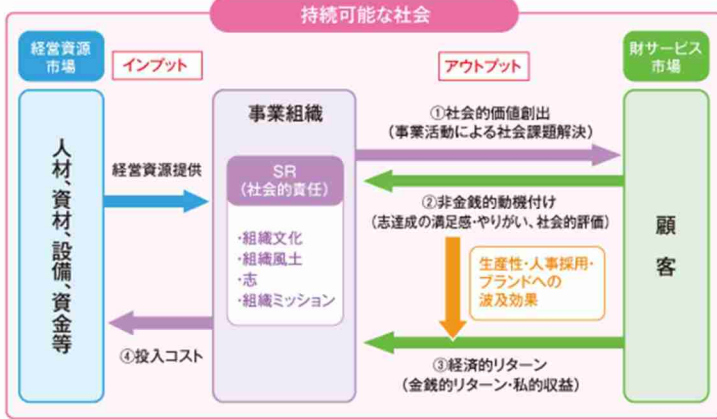 持続可能な社会
経営資源
市場
インプット
アウトプット
財サービス
市場
人材、資材、設備、資金等
経営資源提供
事業組織
SR
(社会的責任)
・組織文化
・組織風土
・志
・組織ミッション
①社会的価値創出
(事業活動による社会課題解決)
②非金銭的動機付け
(志達成の満足感・やりがい、社会的評価)
生産性・人事採用・
ブランドへの
波及効果
顧客
④投入コスト
③経済的リターン
(金銭的リターン・私的収益)